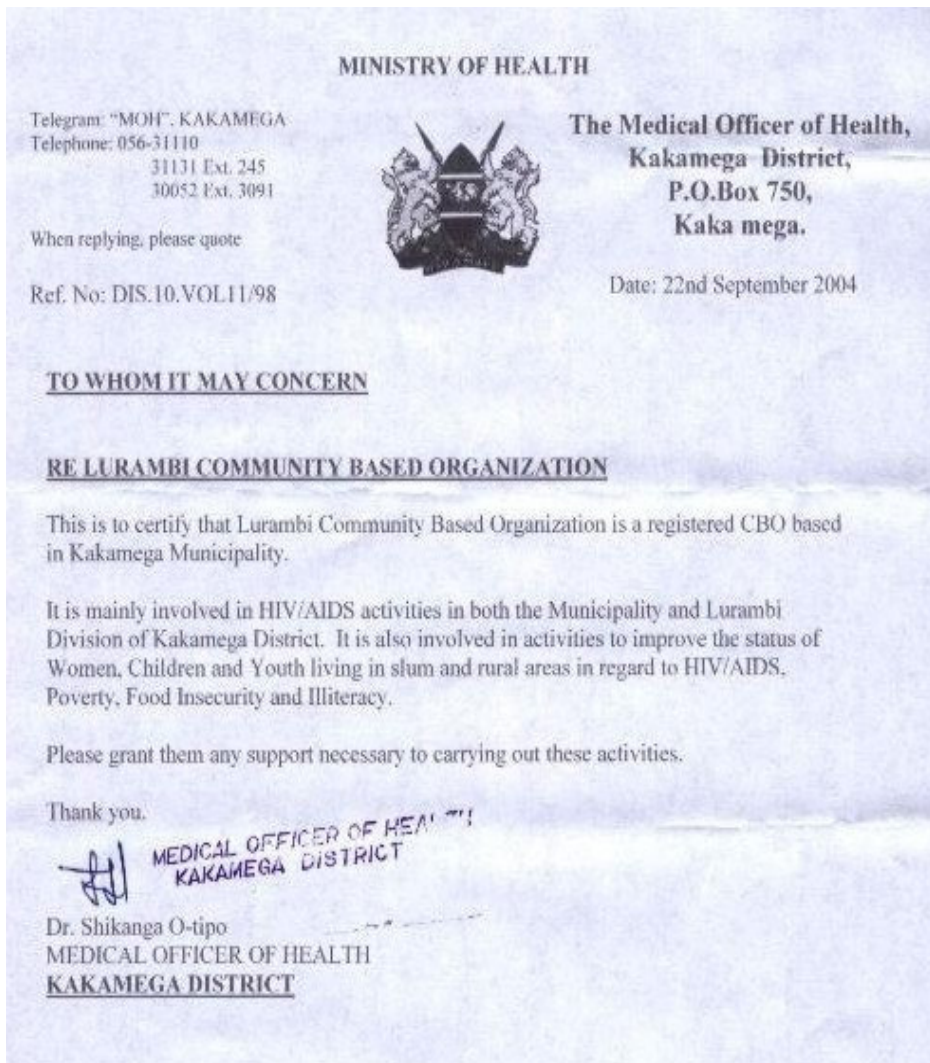 MINISTRY OF HEALTH
Telegram: "MOH", KAKAMEGA
Telephone: 056-31110
31131 Ext. 245
30052 Ext. 3091
When replying, please quote
Ref. No: DIS.10.VOL11/98
The Medical Officer of Health,
Kakamega District,
P.O.Box 750,
Kaka mega.
Date: 22nd September 2004
TO WHOM IT MAY CONCERN
RE LURAMBI COMMUNITY BASED ORGANIZATION
This is to certify that Lurambi Community Based Organization is a registered CBO based
in Kakamega Municipality.
It is mainly involved in HIV/AIDS activities in both the Municipality and Lurambi
Division of Kakamega District. It is also involved in activities to improve the status of
Women, Children and Youth living in slum and rural areas in regard to HIV/AIDS,
Poverty, Food Insecurity and Illiteracy.
Please grant them any support necessary to carrying out these activities.
Thank you.
MEDICAL OFFICER OF HEALTH
KAKAMEGA DISTRICT
Dr. Shikanga O-tipo
MEDICAL OFFICER OF HEALTH
KAKAMEGA DISTRICT